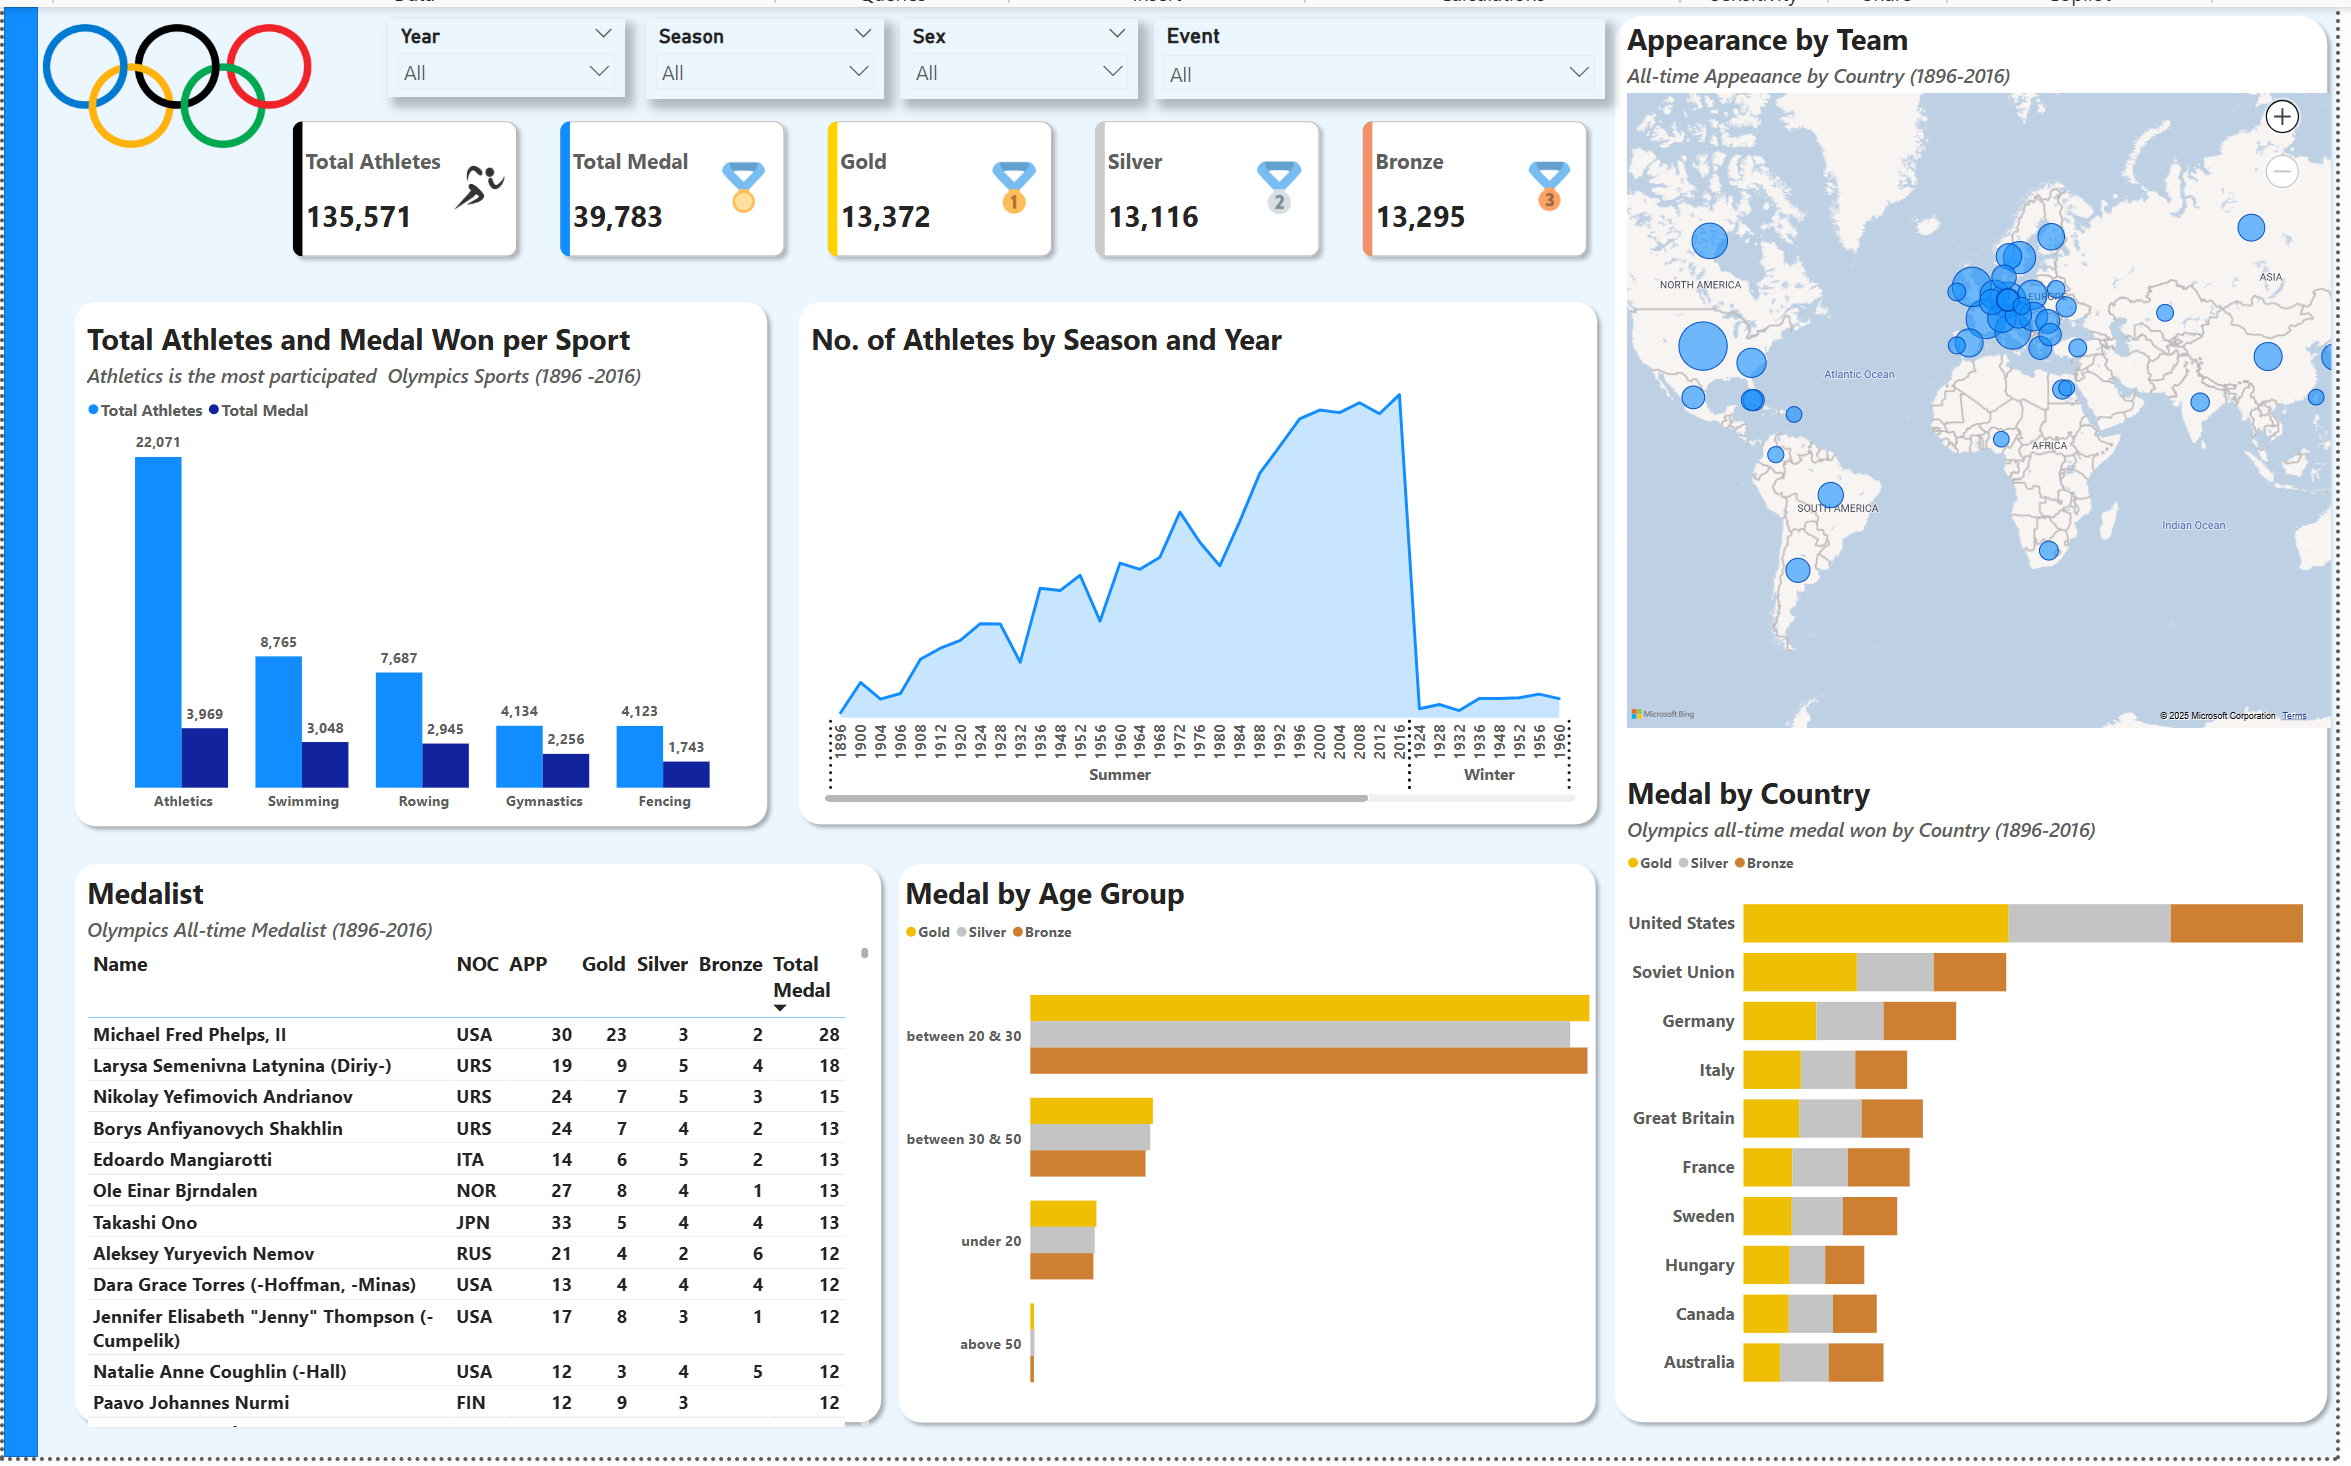 Year
Season
Sex
Event
All
All
All
All
Total Athletes
135,571
Total Medal
39,783
Gold
13,372
1
Silver
13,116
2
Bronze
13,295
3
Total Athletes and Medal Won per Sport
Athletics is the most participated  Olympics Sports (1896 -2016)
Total Athletes Total Medal
22,071
3,969
8,765
3,048
7,687
2,945
4,134
2,256
4,123
1,743
Athletics
Swimming
Rowing
Gymnastics
Fencing
No. of Athletes by Season and Year
1896
1900
1904
1906
1908
1912
1920
1924
1928
1932
1936
1948
1952
1956
1960
1964
1968
1972
1976
1980
1984
1988
1992
1996
2000
2004
2008
2012
2016
1924
1928
1932
1936
1948
1952
1956
1960
Summer
Winter
Appearance by Team
All-time Appeaance by Country (1896-2016)
NORTH AMERICA
EUROPE
ASIA
Atlantic Ocean
AFRICA
SOUTH AMERICA
Indian Ocean
Microsoft Bing
© 2025 Microsoft Corporation Terms
Medalist
Olympics All-time Medalist (1896-2016)
Name NOC APP Gold Silver Bronze Total
Medal
Michael Fred Phelps, II USA 30 23 3 2 28
Larysa Semenivna Latynina (Diriy-) URS 19 9 5 4 18
Nikolay Yefimovich Andrianov URS 24 7 5 3 15
Borys Anfiyanovych Shakhlin URS 24 7 4 2 13
Edoardo Mangiarotti ITA 14 6 5 2 13
Ole Einar Bjrndalen NOR 27 8 4 1 13
Takashi Ono JPN 33 5 4 4 13
Aleksey Yuryevich Nemov RUS 21 4 2 6 12
Dara Grace Torres (-Hoffman, -Minas) USA 13 4 4 4 12
Jennifer Elisabeth "Jenny" Thompson (- USA 17 8 3 1 12
Cumpelik)
Natalie Anne Coughlin (-Hall) USA 12 3 4 5 12
Paavo Johannes Nurmi FIN 12 9 3 12
Medal by Age Group
Gold Silver Bronze
between 20 & 30
between 30 & 50
under 20
above 50
Medal by Country
Olympics all-time medal won by Country (1896-2016)
Gold Silver Bronze
United States
Soviet Union
Germany
Italy
Great Britain
France
Sweden
Hungary
Canada
Australia